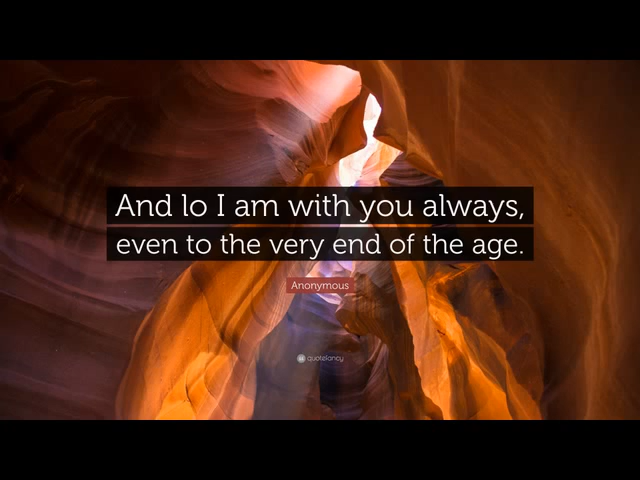 And lo I am with you always,
even to the very end of the age.
Anonymous
quotefancy